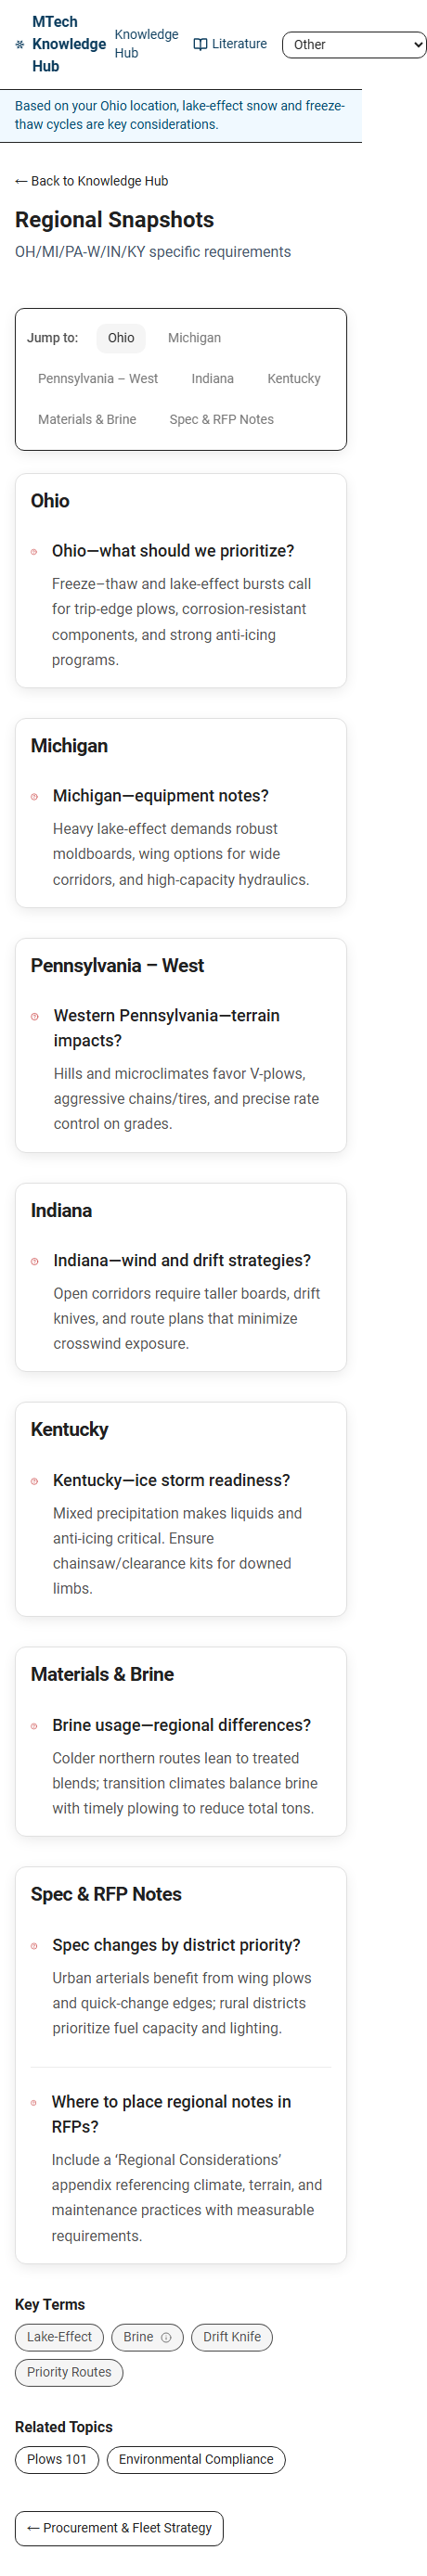 MTech
Knowledge
Hub
Knowledge
Hub
Literature
Other
Based on your Ohio location, lake-effect snow and freeze-
thaw cycles are key considerations.
← Back to Knowledge Hub
Regional Snapshots
OH/MI/PA-W/IN/KY specific requirements
Jump to: Ohio Michigan
Pennsylvania – West Indiana Kentucky
Materials & Brine Spec & RFP Notes
Ohio
Ohio—what should we prioritize?
Freeze–thaw and lake-effect bursts call
for trip-edge plows, corrosion-resistant
components, and strong anti-icing
programs.
Michigan
Michigan—equipment notes?
Heavy lake-effect demands robust
moldboards, wing options for wide
corridors, and high-capacity hydraulics.
Pennsylvania – West
Western Pennsylvania—terrain
impacts?
Hills and microclimates favor V-plows,
aggressive chains/tires, and precise rate
control on grades.
Indiana
Indiana—wind and drift strategies?
Open corridors require taller boards, drift
knives, and route plans that minimize
crosswind exposure.
Kentucky
Kentucky—ice storm readiness?
Mixed precipitation makes liquids and
anti-icing critical. Ensure
chainsaw/clearance kits for downed
limbs.
Materials & Brine
Brine usage—regional differences?
Colder northern routes lean to treated
blends; transition climates balance brine
with timely plowing to reduce total tons.
Spec & RFP Notes
Spec changes by district priority?
Urban arterials benefit from wing plows
and quick-change edges; rural districts
prioritize fuel capacity and lighting.
Where to place regional notes in
RFPs?
Include a ‘Regional Considerations’
appendix referencing climate, terrain, and
maintenance practices with measurable
requirements.
Key Terms
Lake-Effect Brine Drift Knife
Priority Routes
Related Topics
Plows 101 Environmental Compliance
← Procurement & Fleet Strategy